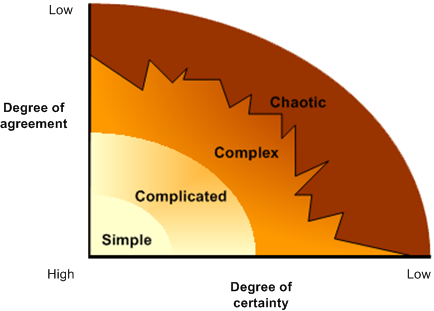 Low
Degree of
agreement
Chaotic
Complex
Complicated
Simple
High
Degree of
certainty
Low